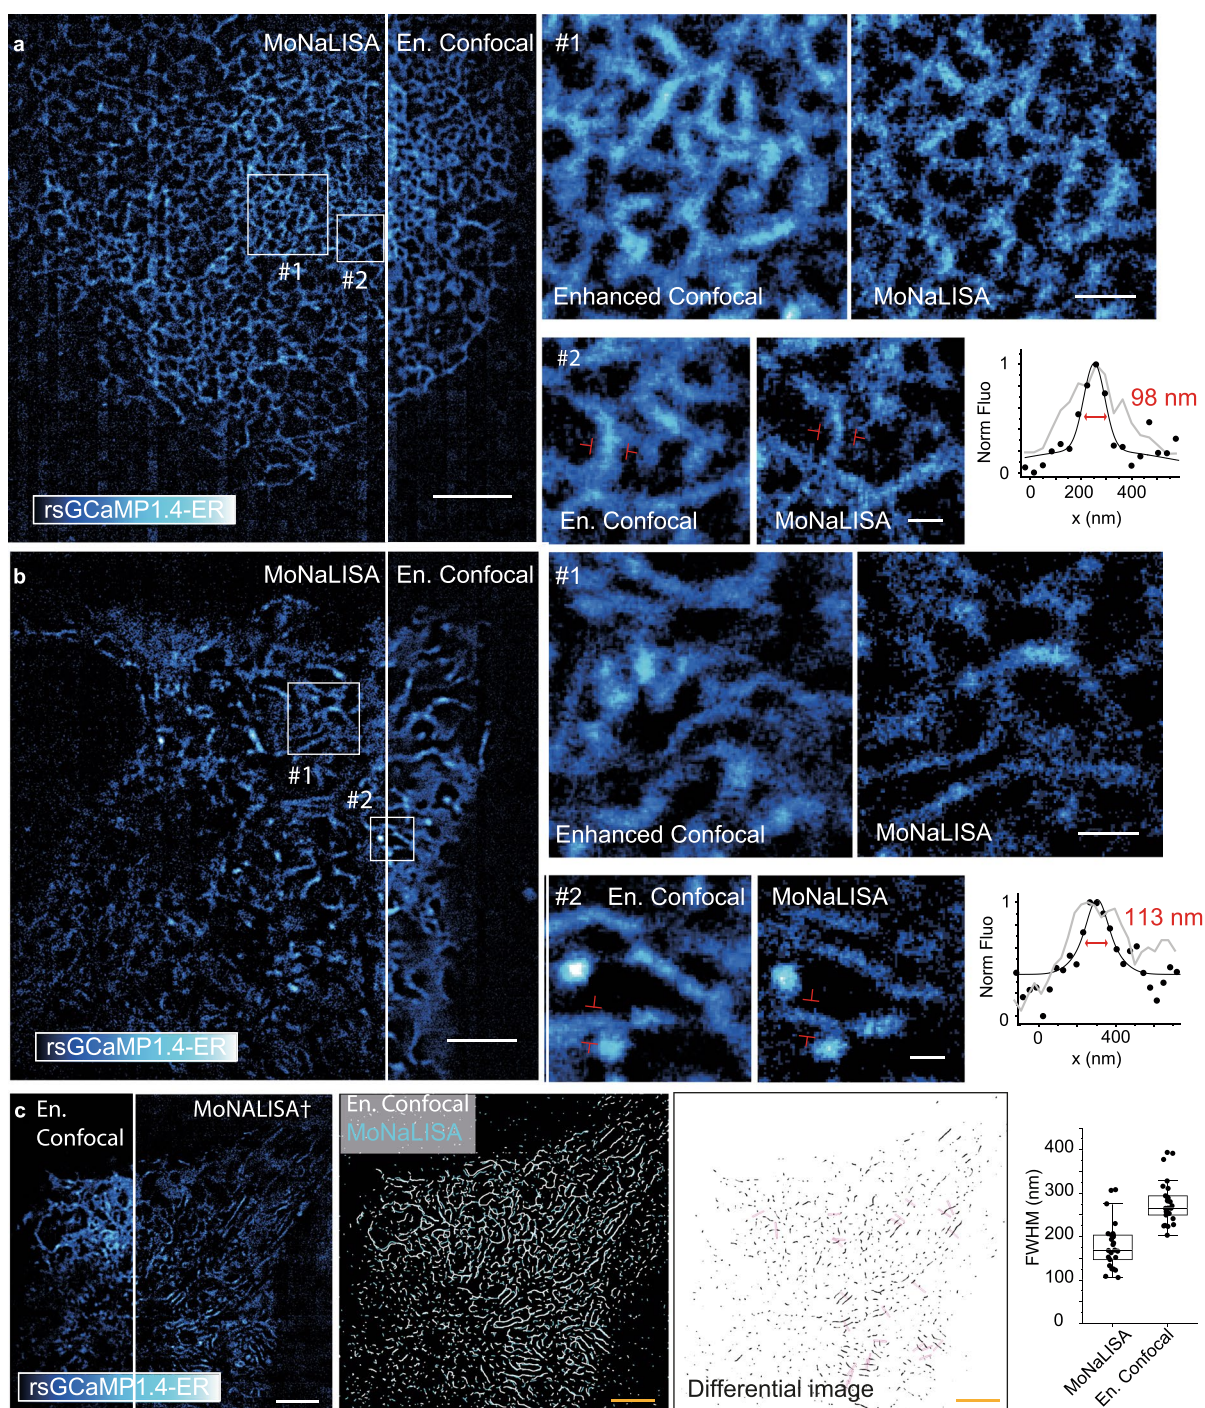 a
MoNaLISA
En. Confocal
#1
#2
rsGCaMP1.4-ER
#1
Enhanced Confocal
MoNaLISA
#2
En. Confocal
MoNaLISA
Norm Fluo
1
0
98 nm
0 200 400
x (nm)
b
MoNaLISA
En. Confocal
#1
#2
rsGCaMP1.4-ER
#1
Enhanced Confocal
MoNaLISA
#2 En. Confocal
MoNaLISA
Norm Fluo
1
0
113 nm
0 400
x (nm)
c
En.
Confocal
MoNALISA†
rsGCaMP1.4-ER
En. Confocal
MoNaLISA
Differential image
FWHM (nm)
400
300
200
100
0
MoNaLISA
En. Confocal